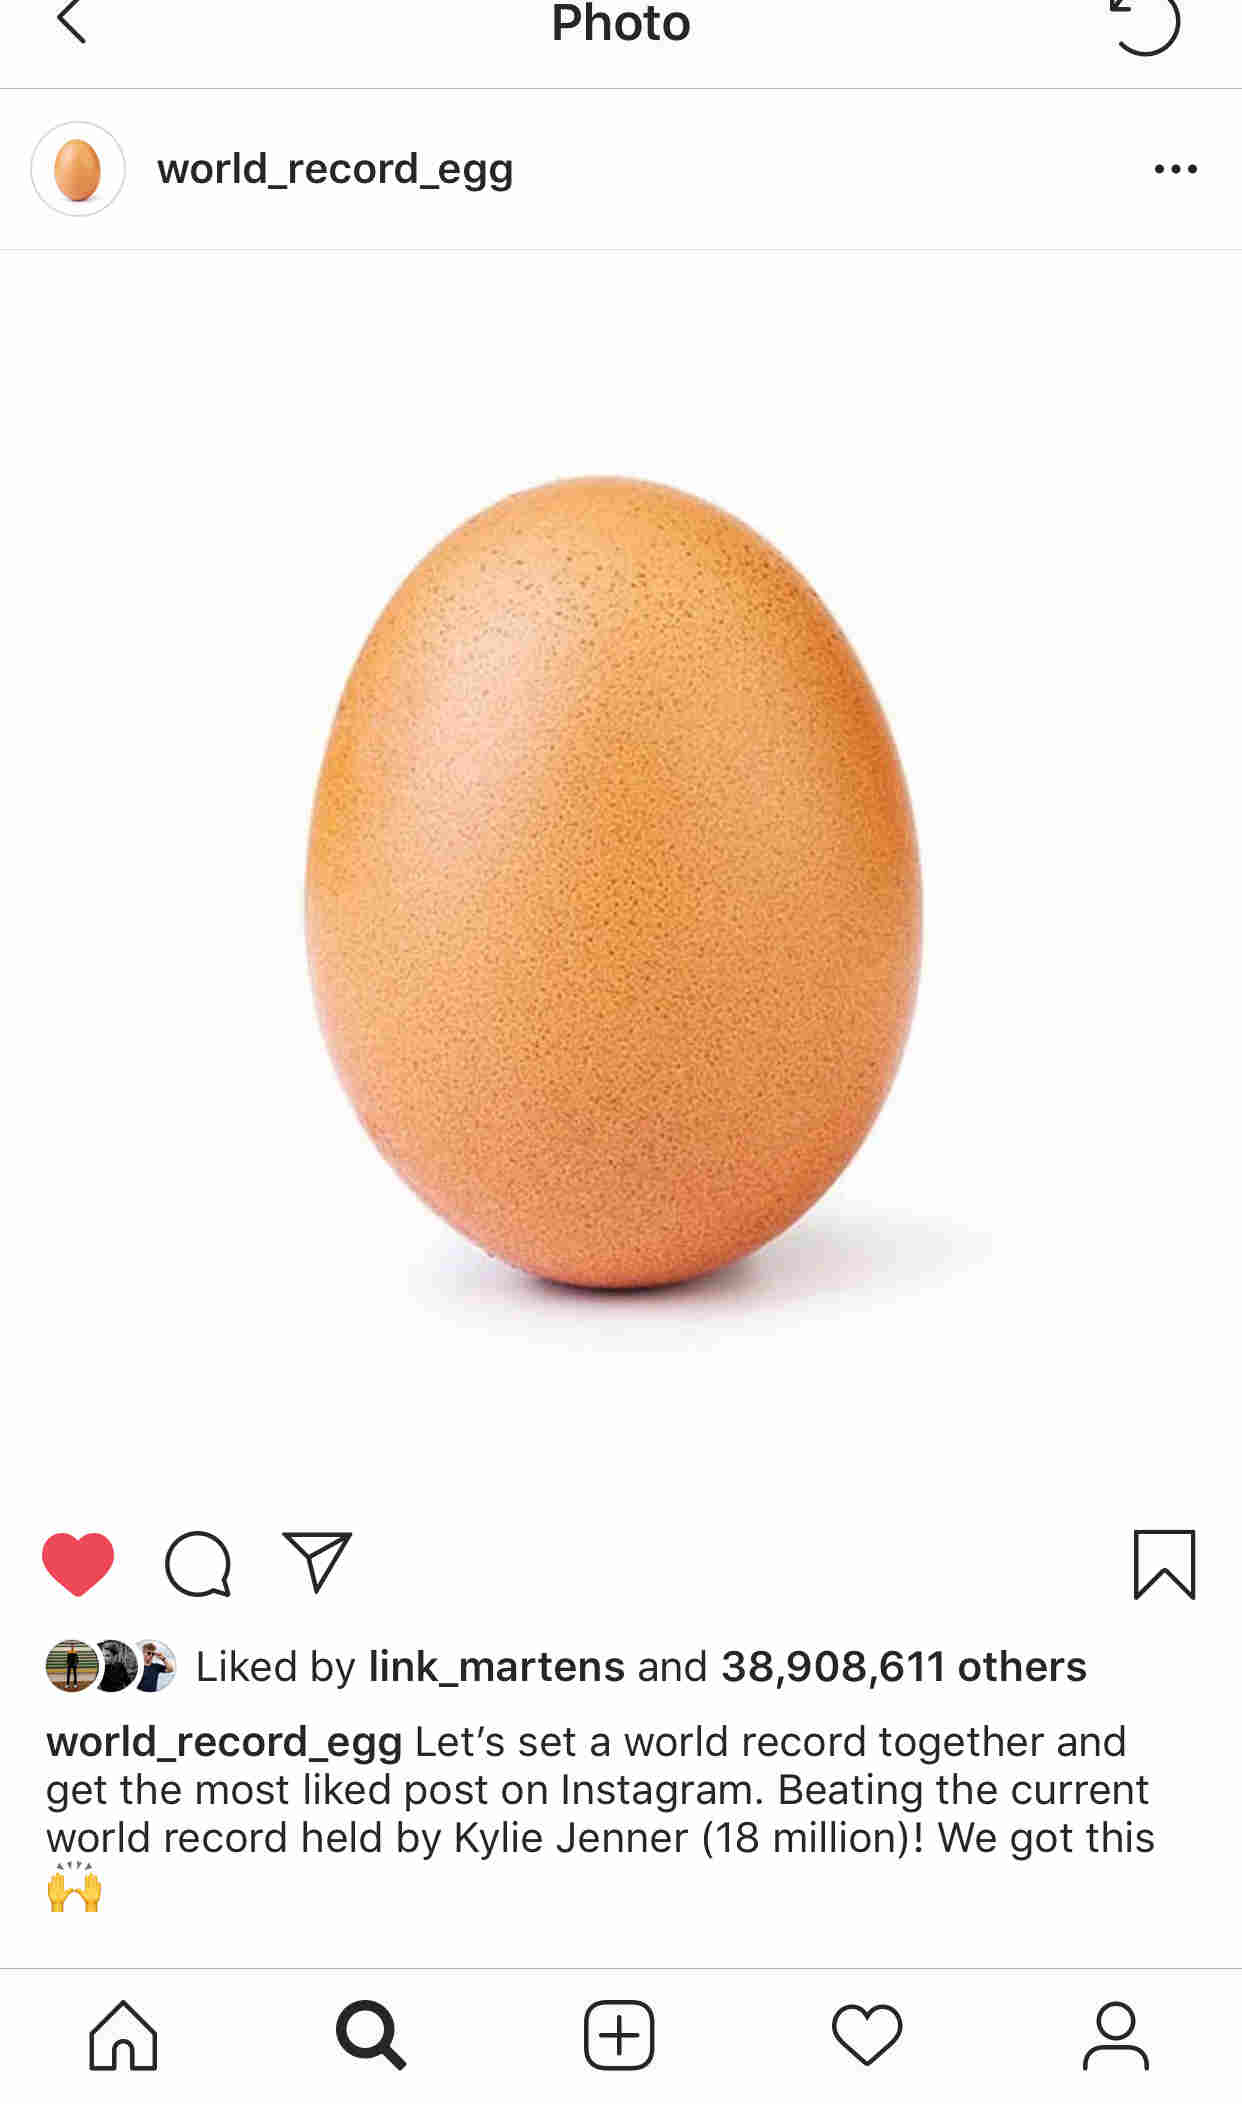 Photo
world_record_egg
Liked by link_martens and 38,908,611 others
world_record_egg Let’s set a world record together and
get the most liked post on Instagram. Beating the current
world record held by Kylie Jenner (18 million)! We got this
🙌